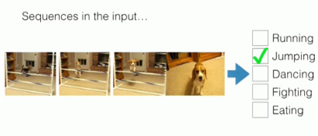 Sequences in the input...
Running
Jumping
Dancing
Fighting
Eating